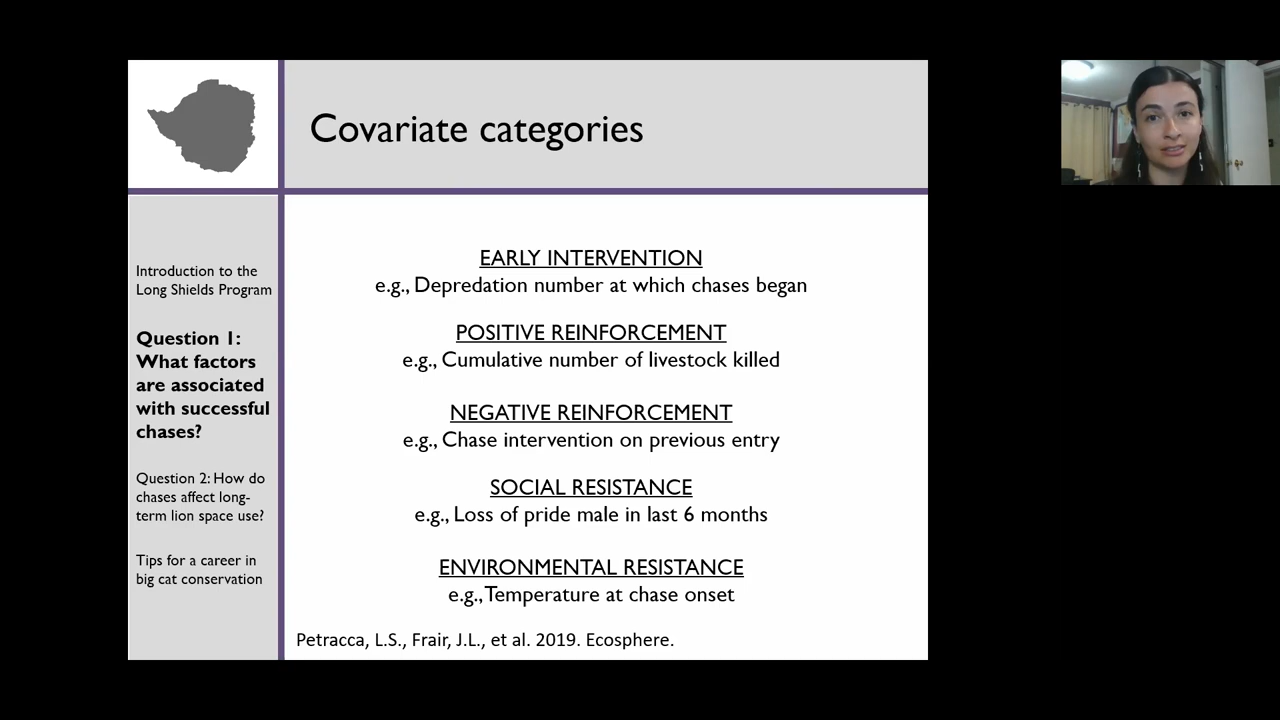 Covariate categories
Introduction to the
Long Shields Program
Question 1:
What factors
are associated
with successful
chases?
Question 2: How do
chases affect long-
term lion space use?
Tips for a career in
big cat conservation
EARLY INTERVENTION
e.g., Depredation number at which chases began
POSITIVE REINFORCEMENT
e.g., Cumulative number of livestock killed
NEGATIVE REINFORCEMENT
e.g., Chase intervention on previous entry
SOCIAL RESISTANCE
e.g., Loss of pride male in last 6 months
ENVIRONMENTAL RESISTANCE
e.g., Temperature at chase onset
Petracca, L.S., Frair, J.L., et al. 2019. Ecosphere.